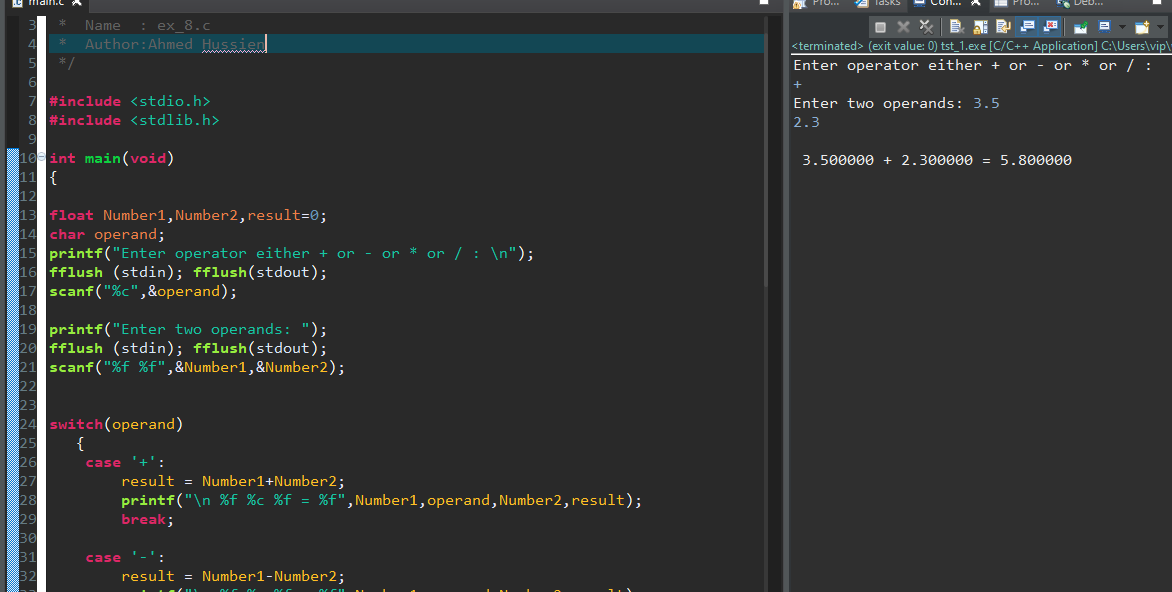 main.c
3 * Name : ex_8.c
4 * Author:Ahmed Hussien
5 */
6
7 #include <stdio.h>
8 #include <stdlib.h>
9
10 int main(void)
11 {
12
13 float Number1,Number2,result=0;
14 char operand;
15 printf("Enter operator either + or - or * or / : \n");
16 fflush (stdin); fflush(stdout);
17 scanf("%c",&operand);
18
19 printf("Enter two operands: ");
20 fflush (stdin); fflush(stdout);
21 scanf("%f %f",&Number1,&Number2);
22
23
24 switch(operand)
25 {
26 case '+':
27 result = Number1+Number2;
28 printf("\n %f %c %f = %f",Number1,operand,Number2,result);
29 break;
30
31 case '-':
32 result = Number1-Number2;
Pro... Tasks Con... Pro... Deb...
<terminated> (exit value: 0) tst_1.exe [C/C++ Application] C:\Users\vip\
Enter operator either + or - or * or / :
+
Enter two operands: 3.5
2.3
3.500000 + 2.300000 = 5.800000